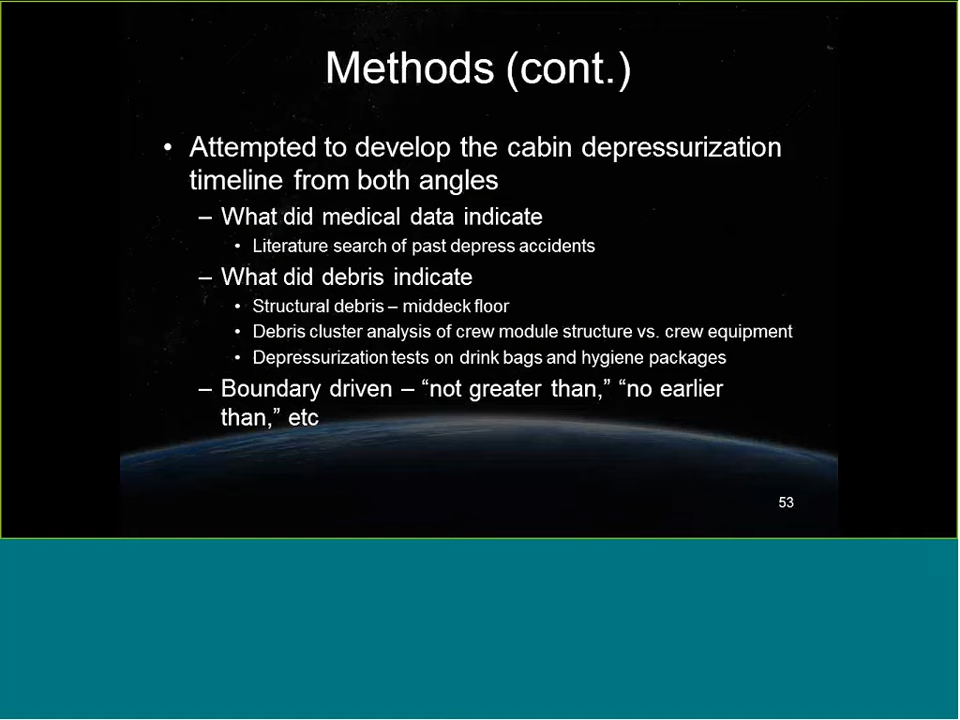 Methods (cont.)
• Attempted to develop the cabin depressurization
timeline from both angles
– What did medical data indicate
• Literature search of past depress accidents
– What did debris indicate
• Structural debris – middeck floor
• Debris cluster analysis of crew module structure vs. crew equipment
• Depressurization tests on drink bags and hygiene packages
– Boundary driven – “not greater than,” “no earlier
than,” etc
53